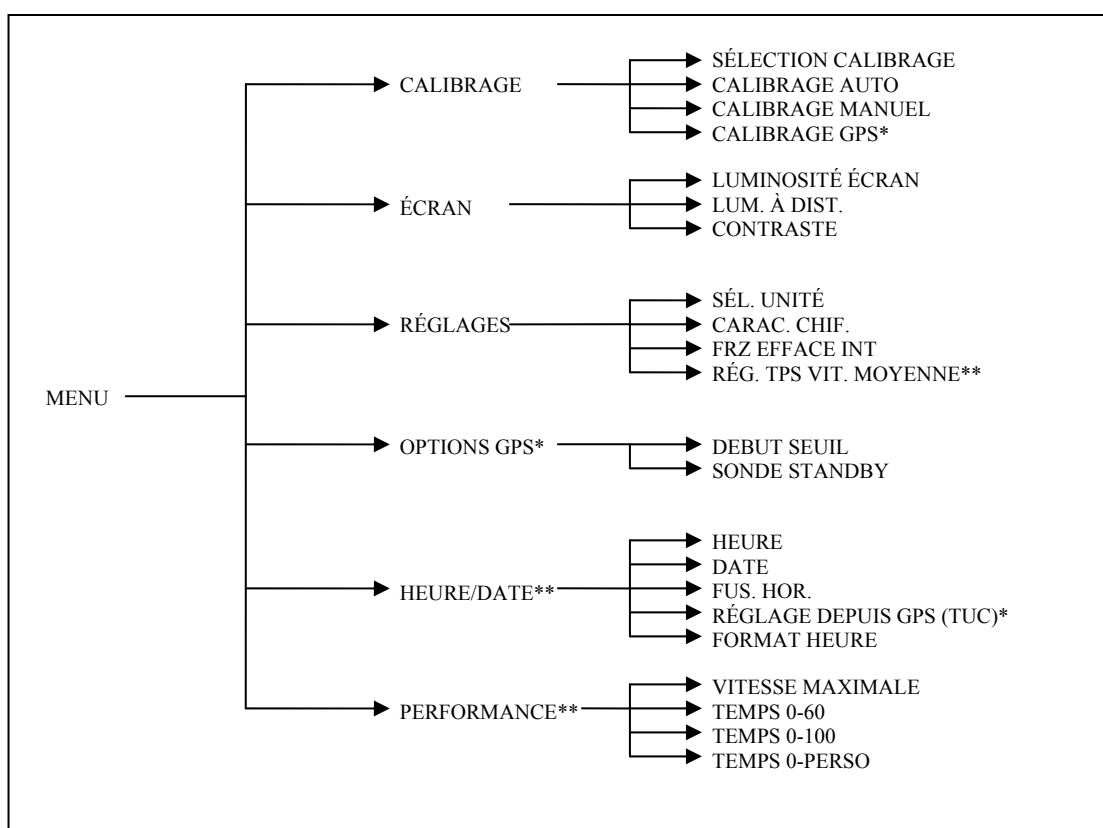 MENU
CALIBRAGE
SÉLECTION CALIBRAGE
CALIBRAGE AUTO
CALIBRAGE MANUEL
CALIBRAGE GPS*
ÉCRAN
LUMINOSITÉ ÉCRAN
LUM. À DIST.
CONTRASTE
RÉGLAGES
SÉL. UNITÉ
CARAC. CHIF.
FRZ EFFACE INT
RÉG. TPS VIT. MOYENNE**
OPTIONS GPS*
DEBUT SEUIL
SONDE STANDBY
HEURE/DATE**
HEURE
DATE
FUS. HOR.
RÉGLAGE DEPUIS GPS (TUC)*
FORMAT HEURE
PERFORMANCE**
VITESSE MAXIMALE
TEMPS 0-60
TEMPS 0-100
TEMPS 0-PERSO